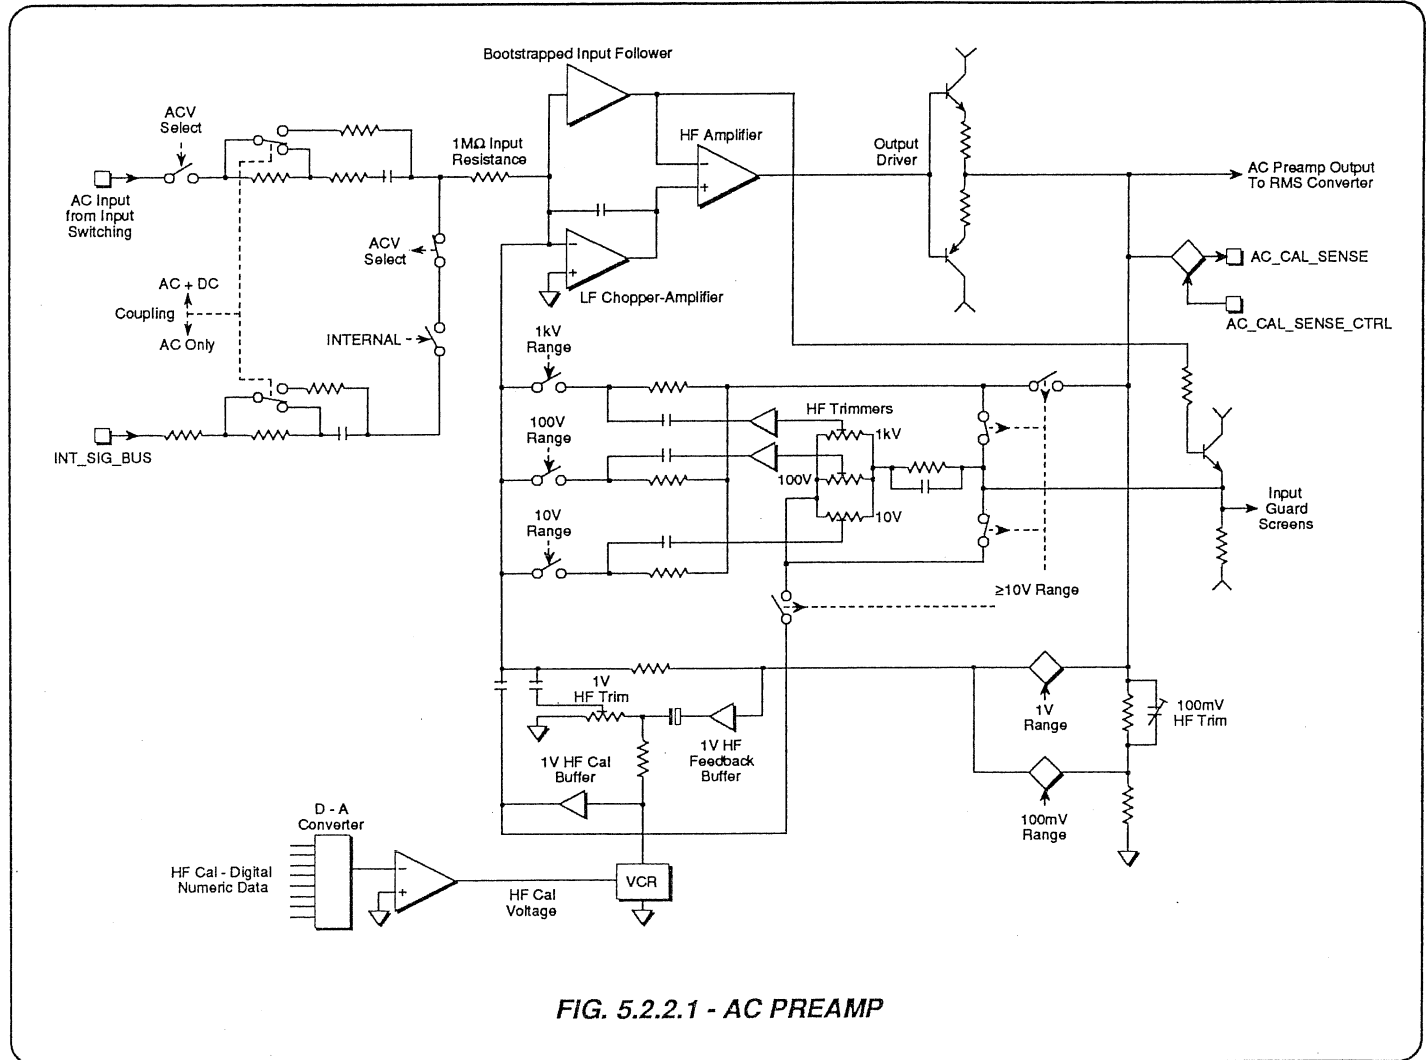 Bootstrapped Input Follower
ACV
Select
HF Amplifier
1MΩ Input
Resistance
Output
Driver
AC Preamp Output
To RMS Converter
AC Input
from Input
Switching
ACV
Select
AC_CAL_SENSE
AC + DC
Coupling
AC Only
LF Chopper-Amplifier
AC_CAL_SENSE_CTRL
INTERNAL
1kV
Range
HF Trimmers
1kV
100V
Range
INT_SIG_BUS
100V
10V
Input
Guard
Screens
10V
Range
≥10V Range
1V
HF Trim
1V
Range
100mV
HF Trim
1V HF Cal
Buffer
1V HF
Feedback
Buffer
100mV
Range
D - A
Converter
HF Cal - Digital
Numeric Data
HF Cal
Voltage
VCR
−
+
−
+
−
+
FIG. 5.2.2.1 - AC PREAMP